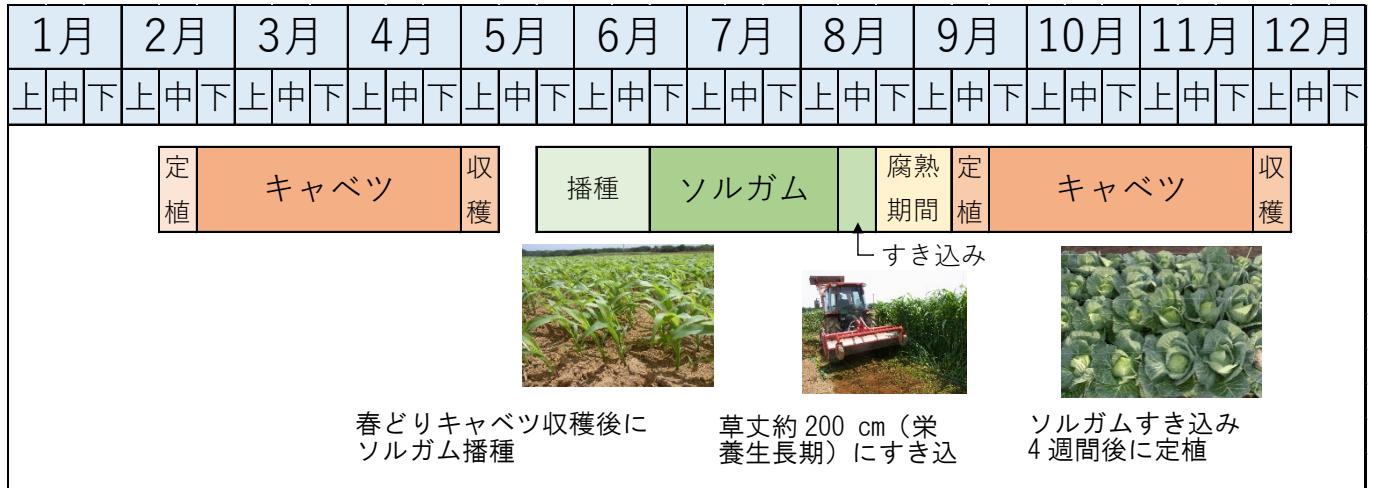 1月 2月 3月 4月 5月 6月 7月 8月 9月 10月 11月 12月
上 中 下 上 中 下 上 中 下 上 中 下 上 中 下 上 中 下 上 中 下 上 中 下 上 中 下 上 中 下 上 中 下 上 中 下
定植 キャベツ 収穫 播種 ソルガム 腐熟期間 定植 キャベツ 収穫
すき込み
春どりキャベツ収穫後に
ソルガム播種
草丈約200 cm（栄
養生長期）にすき込
ソルガムすき込み
4週間後に定植